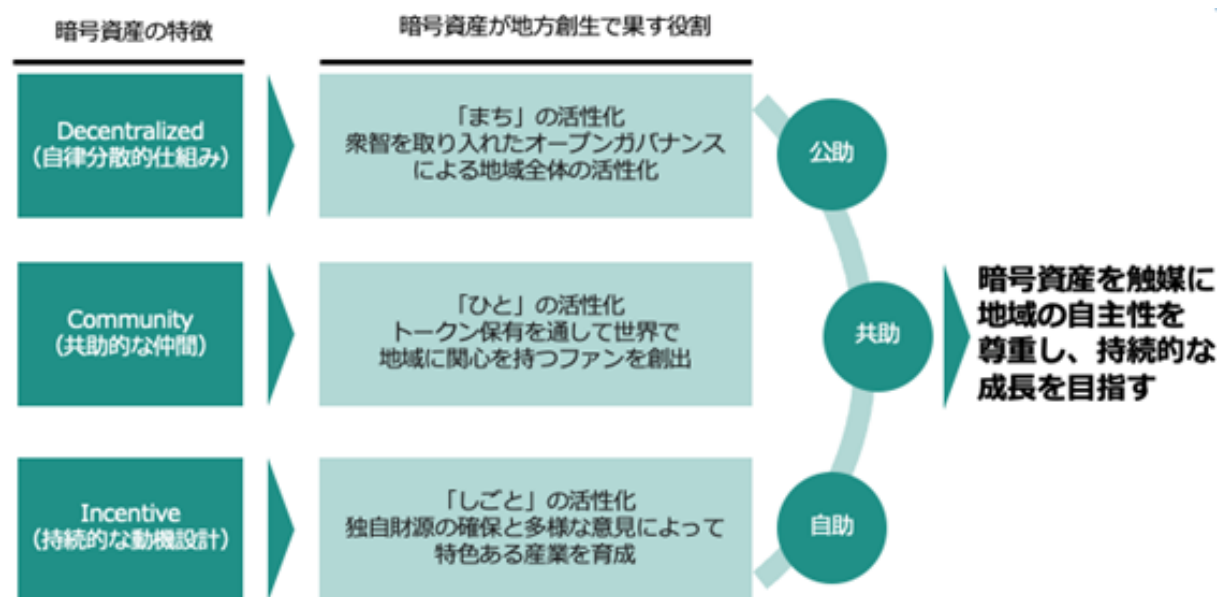 暗号資産の特徴
暗号資産が地方創生で果す役割
Decentralized
(自律分散的仕組み)
「まち」の活性化
衆智を取り入れたオープンガバナンス
による地域全体の活性化
公助
Community
(共助的な仲間)
「ひと」の活性化
トークン保有を通して世界で
地域に関心を持つファンを創出
共助
Incentive
(持続的な動機設計)
「しごと」の活性化
独自財源の確保と多様な意見によって
特色ある産業を育成
自助
暗号資産を触媒に
地域の自主性を
尊重し、持続的な
成長を目指す